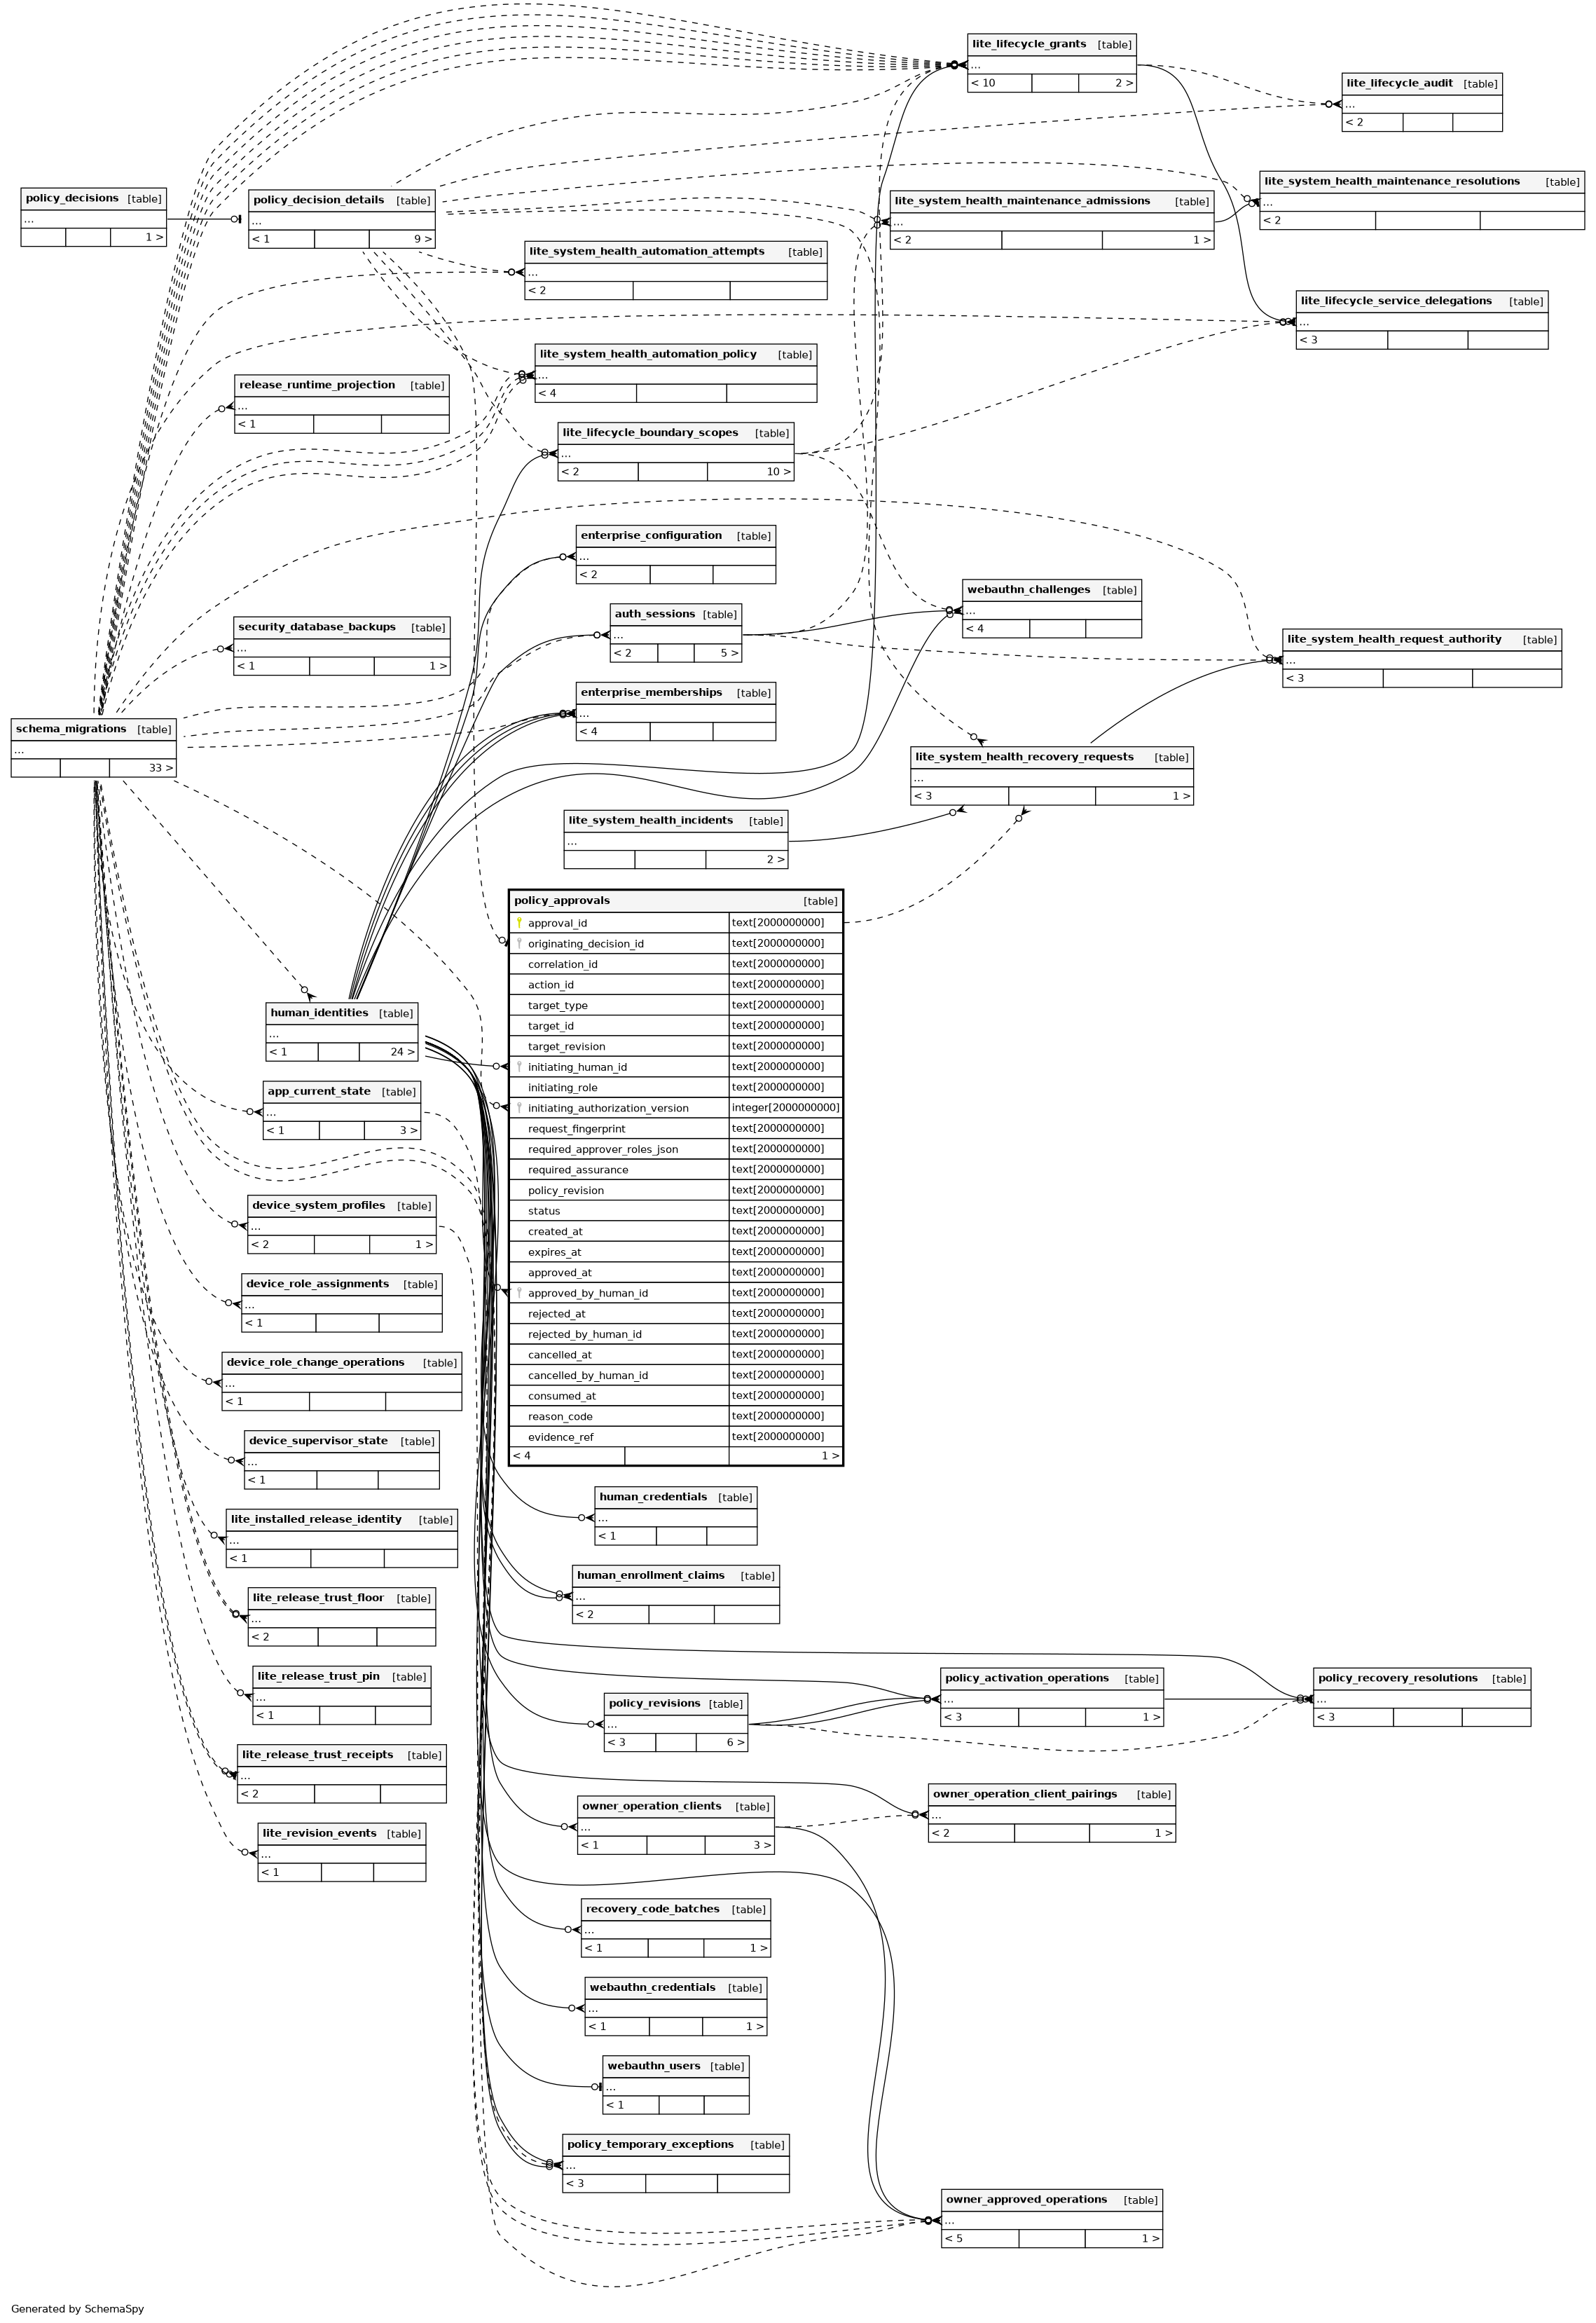 lite_lifecycle_grants [table]
...
< 10 2 >
lite_lifecycle_audit [table]
...
< 2
lite_system_health_maintenance_resolutions [table]
...
< 2
policy_decisions [table]
...
1 >
policy_decision_details [table]
...
< 1 9 >
lite_system_health_maintenance_admissions [table]
...
< 2 1 >
lite_system_health_automation_attempts [table]
...
< 2
lite_lifecycle_service_delegations [table]
...
< 3
lite_system_health_automation_policy [table]
...
< 4
release_runtime_projection [table]
...
< 1
lite_lifecycle_boundary_scopes [table]
...
< 2 10 >
enterprise_configuration [table]
...
< 2
webauthn_challenges [table]
...
< 4
auth_sessions [table]
...
< 2 5 >
security_database_backups [table]
...
< 1 1 >
lite_system_health_request_authority [table]
...
< 3
enterprise_memberships [table]
...
< 4
schema_migrations [table]
...
33 >
lite_system_health_recovery_requests [table]
...
< 3 1 >
lite_system_health_incidents [table]
...
2 >
policy_approvals [table]
approval_id text[2000000000]
originating_decision_id text[2000000000]
correlation_id text[2000000000]
action_id text[2000000000]
target_type text[2000000000]
target_id text[2000000000]
target_revision text[2000000000]
initiating_human_id text[2000000000]
initiating_role text[2000000000]
initiating_authorization_version integer[2000000000]
request_fingerprint text[2000000000]
required_approver_roles_json text[2000000000]
required_assurance text[2000000000]
policy_revision text[2000000000]
status text[2000000000]
created_at text[2000000000]
expires_at text[2000000000]
approved_at text[2000000000]
approved_by_human_id text[2000000000]
rejected_at text[2000000000]
rejected_by_human_id text[2000000000]
cancelled_at text[2000000000]
cancelled_by_human_id text[2000000000]
consumed_at text[2000000000]
reason_code text[2000000000]
evidence_ref text[2000000000]
< 4 1 >
human_identities [table]
...
< 1 24 >
app_current_state [table]
...
< 1 3 >
device_system_profiles [table]
...
< 2 1 >
device_role_assignments [table]
...
< 1
device_role_change_operations [table]
...
< 1
device_supervisor_state [table]
...
< 1
lite_installed_release_identity [table]
...
< 1
lite_release_trust_floor [table]
...
< 2
lite_release_trust_pin [table]
...
< 1
lite_release_trust_receipts [table]
...
< 2
lite_revision_events [table]
...
< 1
human_credentials [table]
...
< 1
human_enrollment_claims [table]
...
< 2
policy_activation_operations [table]
...
< 3 1 >
policy_recovery_resolutions [table]
...
< 3
policy_revisions [table]
...
< 3 6 >
owner_operation_client_pairings [table]
...
< 2 1 >
owner_operation_clients [table]
...
< 1 3 >
recovery_code_batches [table]
...
< 1 1 >
webauthn_credentials [table]
...
< 1 1 >
webauthn_users [table]
...
< 1
policy_temporary_exceptions [table]
...
< 3
owner_approved_operations [table]
...
< 5 1 >
Generated by SchemaSpy